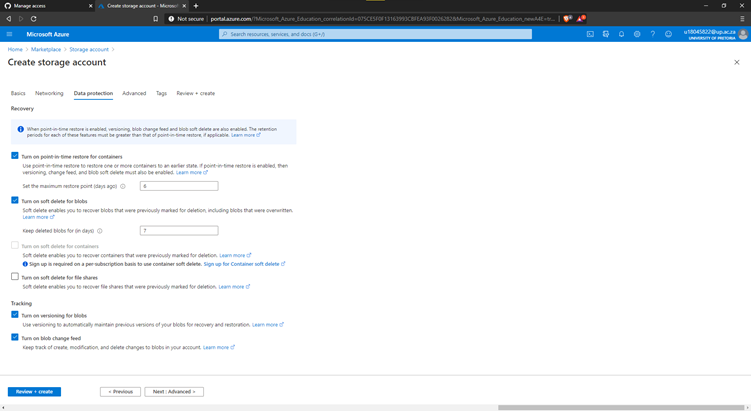 Manage access
Create storage account - Microsof
Not secure
portal.azure.com/?Microsoft_Azure_Education_correlationId=
Microsoft Azure
Search resources, services, and docs (G+/)
u18045822@up.ac.za
UNIVERSITY OF PRETORIA
Home > Marketplace > Storage account >
Create storage account
Basics Networking Data protection Advanced Tags Review + create
Recovery
When point-in-time restore is enabled, versioning, blob change feed and blob soft delete are also enabled. The retention
periods for each of these features must be greater than that of point-in-time restore, if applicable. Learn more
Turn on point-in-time restore for containers
Use point-in-time restore to restore one or more containers to an earlier state. If point-in-time restore is enabled, then
versioning, change feed, and blob soft delete must also be enabled. Learn more
Set the maximum restore point (days ago) 6
Turn on soft delete for blobs
Soft delete enables you to recover blobs that were previously marked for deletion, including blobs that were overwritten.
Learn more
Keep deleted blobs for (in days) 7
Turn on soft delete for containers
Soft delete enables you to recover containers that were previously marked for deletion. Learn more
Sign up is required on a per-subscription basis to use container soft delete. Sign up for Container soft delete
Turn on soft delete for file shares
Soft delete enables you to recover file shares that were previously marked for deletion. Learn more
Tracking
Turn on versioning for blobs
Use versioning to automatically maintain previous versions of your blobs for recovery and restoration. Learn more
Turn on blob change feed
Keep track of create, modification, and delete changes to blobs in your account. Learn more
Review + create
< Previous
Next : Advanced >